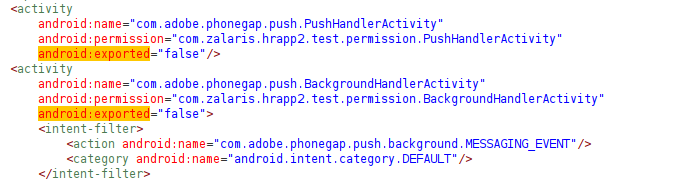 <activity
android:name="com.adobe.phonegap.push.PushHandlerActivity"
android:permission="com.zalaris.hrapp2.test.permission.PushHandlerActivity"
android:exported="false"/>
<activity
android:name="com.adobe.phonegap.push.BackgroundHandlerActivity"
android:permission="com.zalaris.hrapp2.test.permission.BackgroundHandlerActivity"
android:exported="false">
<intent-filter>
<action android:name="com.adobe.phonegap.push.background.MESSAGING_EVENT"/>
<category android:name="android.intent.category.DEFAULT"/>
</intent-filter>